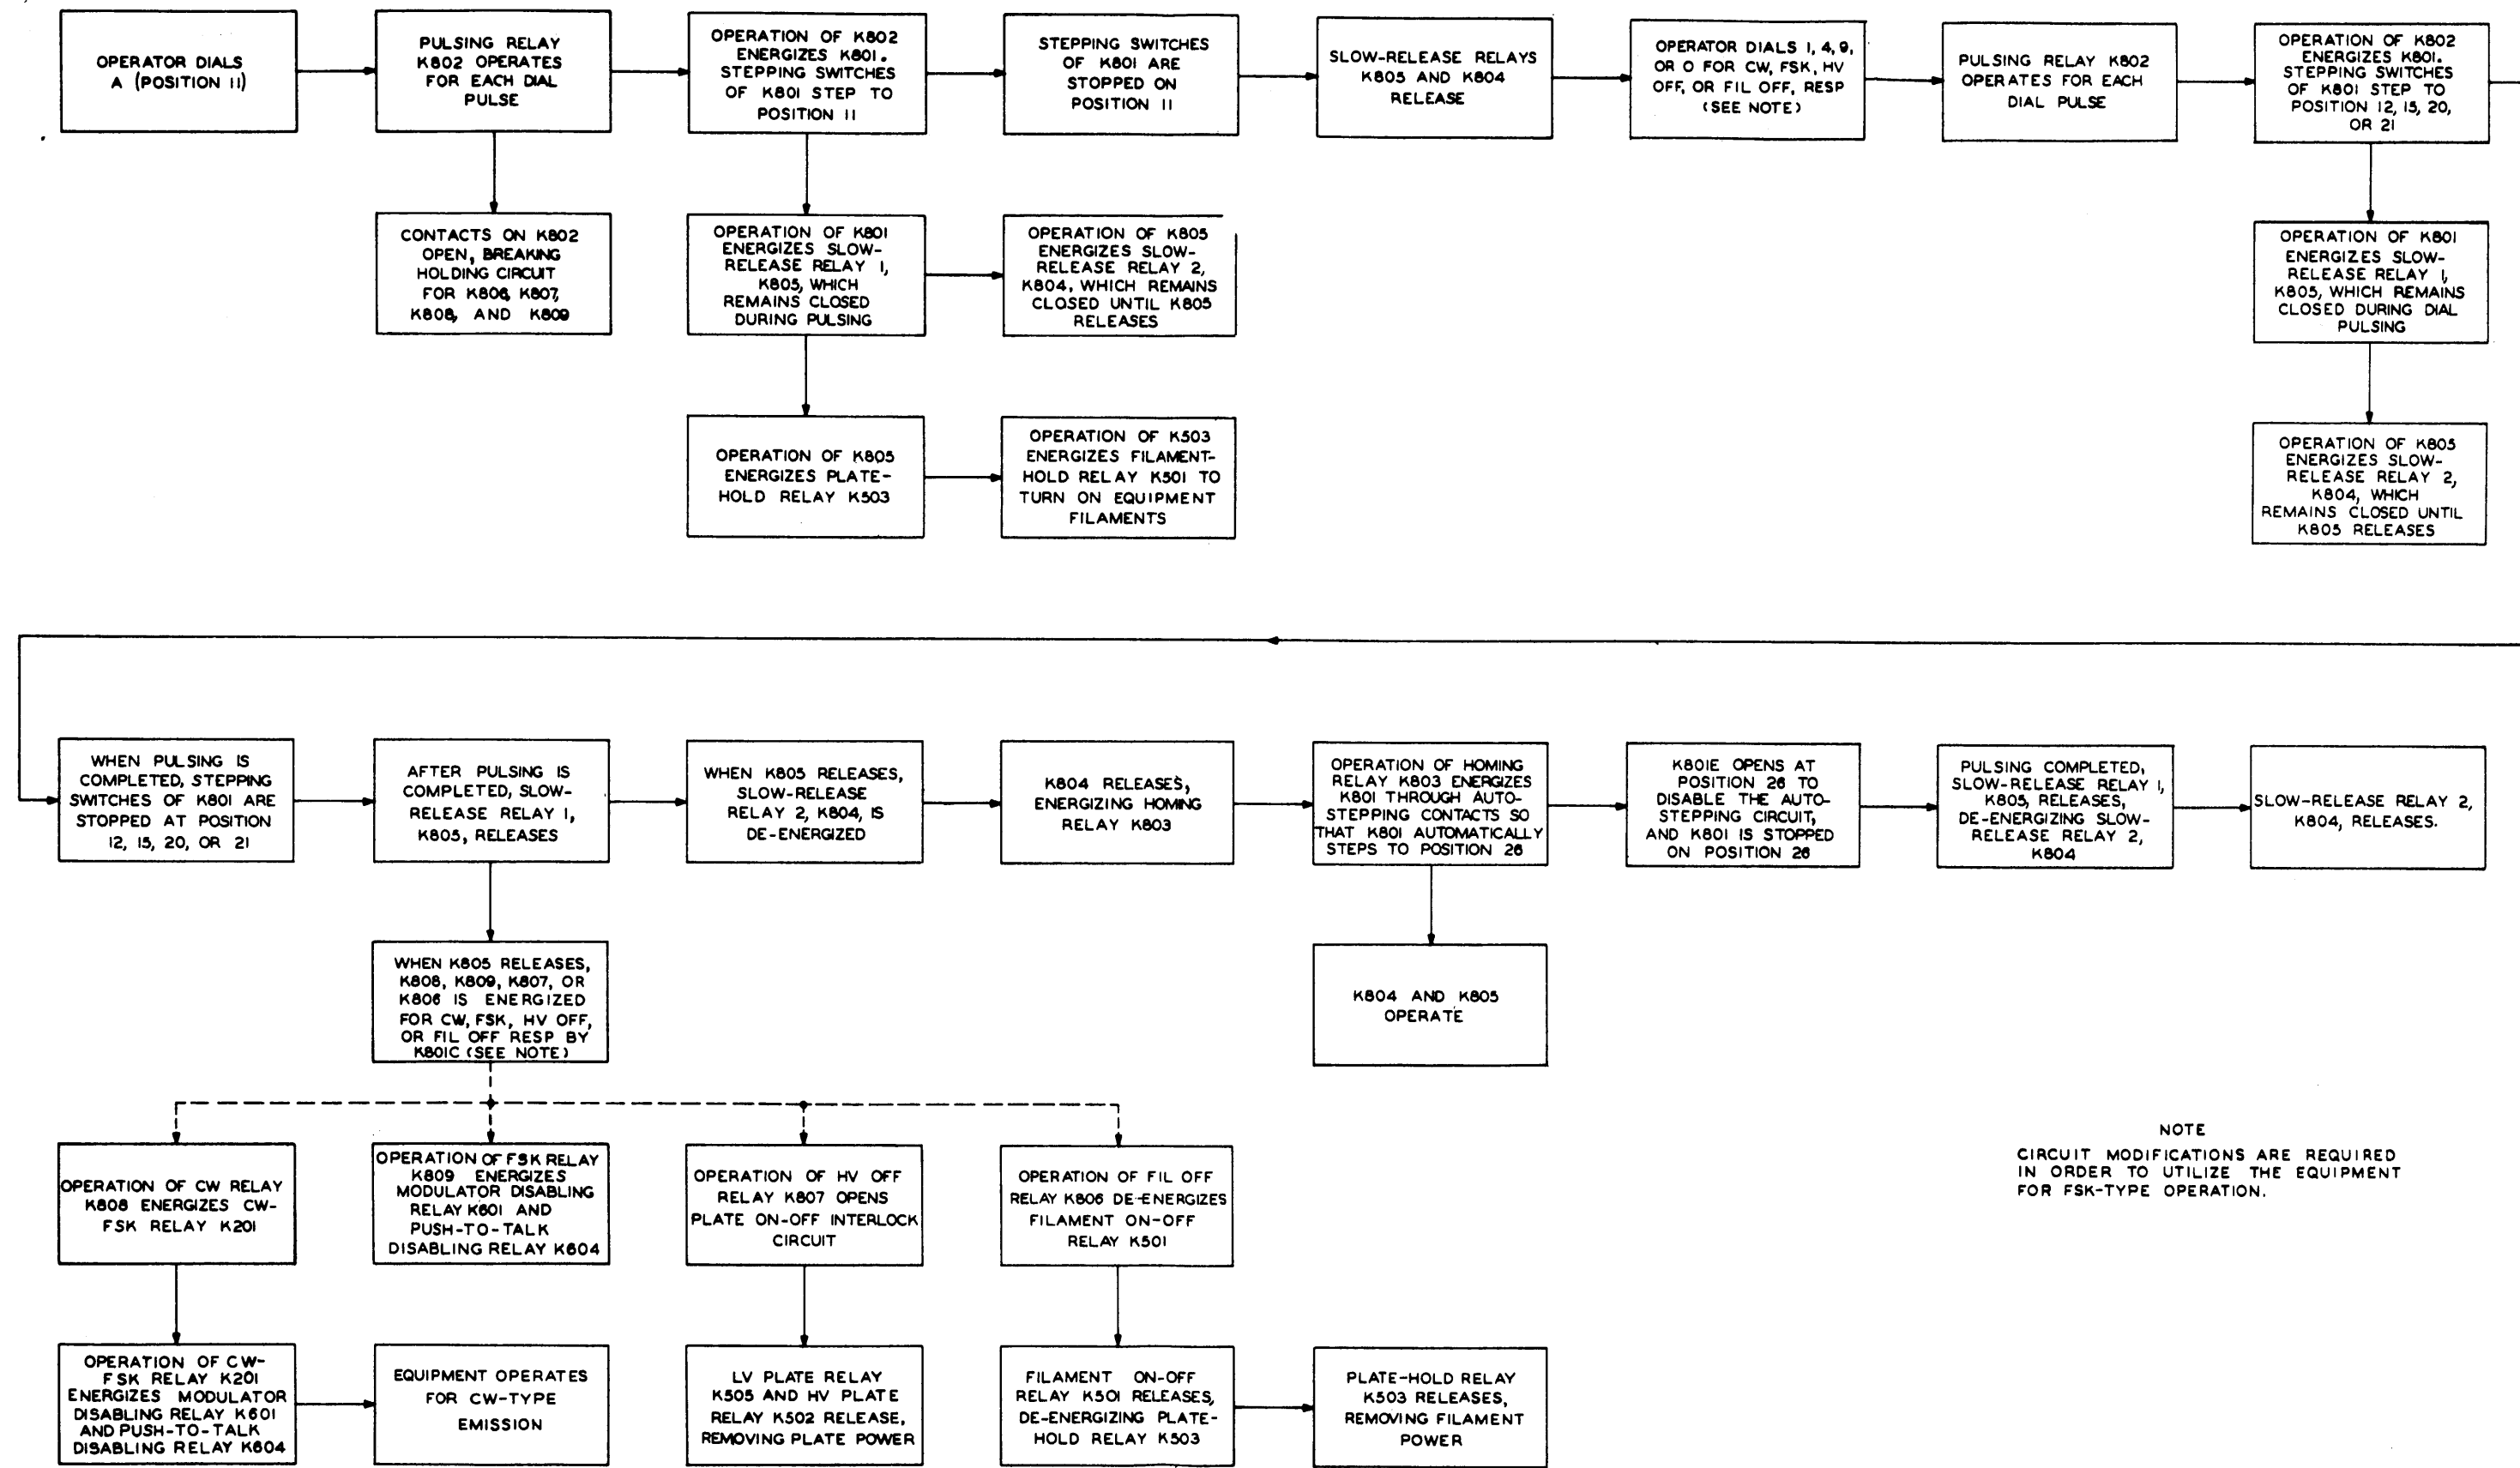 OPERATOR DIALS
A (POSITION 11)
PULSING RELAY
K802 OPERATES
FOR EACH DIAL
PULSE
OPERATION OF K802
ENERGIZES K801.
STEPPING SWITCHES
OF K801 STEP TO
POSITION 11
STEPPING SWITCHES
OF K801 ARE
STOPPED ON
POSITION 11
SLOW-RELEASE RELAYS
K805 AND K804
RELEASE
OPERATOR DIALS 1, 4, 9,
OR 0 FOR CW, FSK, HV
OFF, OR FIL OFF, RESP
(SEE NOTE)
PULSING RELAY K802
OPERATES FOR EACH
DIAL PULSE
OPERATION OF K802
ENERGIZES K801.
STEPPING SWITCHES
OF K801 STEP TO
POSITION 12, 15, 20,
OR 21
CONTACTS ON K802
OPEN, BREAKING
HOLDING CIRCUIT
FOR K806, K807,
K808, AND K809
OPERATION OF K801
ENERGIZES SLOW-
RELEASE RELAY 1,
K805, WHICH
REMAINS CLOSED
DURING PULSING
OPERATION OF K805
ENERGIZES SLOW-
RELEASE RELAY 2,
K804, WHICH REMAINS
CLOSED UNTIL K805
RELEASES
OPERATION OF K801
ENERGIZES SLOW-
RELEASE RELAY 1,
K805, WHICH REMAINS
CLOSED DURING DIAL
PULSING
OPERATION OF K805
ENERGIZES PLATE-
HOLD RELAY K503
OPERATION OF K503
ENERGIZES FILAMENT-
HOLD RELAY K501 TO
TURN ON EQUIPMENT
FILAMENTS
OPERATION OF K805
ENERGIZES SLOW-
RELEASE RELAY 2,
K804, WHICH
REMAINS CLOSED UNTIL
K805 RELEASES
WHEN PULSING IS
COMPLETED, STEPPING
SWITCHES OF K801 ARE
STOPPED AT POSITION
12, 15, 20, OR 21
AFTER PULSING IS
COMPLETED, SLOW-
RELEASE RELAY 1,
K805, RELEASES
WHEN K805 RELEASES,
SLOW-RELEASE
RELAY 2, K804, IS
DE-ENERGIZED
K804 RELEASES,
ENERGIZING HOMING
RELAY K803
OPERATION OF HOMING
RELAY K803 ENERGIZES
K801 THROUGH AUTO-
STEPPING CONTACTS SO
THAT K801 AUTOMATICALLY
STEPS TO POSITION 26
K801E OPENS AT
POSITION 26 TO
DISABLE THE AUTO-
STEPPING CIRCUIT,
AND K801 IS STOPPED
ON POSITION 26
PULSING COMPLETED,
SLOW-RELEASE RELAY 1,
K805, RELEASES,
DE-ENERGIZING SLOW-
RELEASE RELAY 2,
K804
SLOW-RELEASE RELAY 2,
K804, RELEASES.
WHEN K805 RELEASES,
K808, K809, K807, OR
K806 IS ENERGIZED
FOR CW, FSK, HV OFF,
OR FIL OFF RESP BY
K801C (SEE NOTE)
K804 AND K805
OPERATE
OPERATION OF CW RELAY
K808 ENERGIZES CW-
FSK RELAY K201
OPERATION OF FSK RELAY
K809 ENERGIZES
MODULATOR DISABLING
RELAY K601 AND
PUSH-TO-TALK
DISABLING RELAY K604
OPERATION OF HV OFF
RELAY K807 OPENS
PLATE ON-OFF INTERLOCK
CIRCUIT
OPERATION OF FIL OFF
RELAY K806 DE-ENERGIZES
FILAMENT ON-OFF
RELAY K501
NOTE
CIRCUIT MODIFICATIONS ARE REQUIRED
IN ORDER TO UTILIZE THE EQUIPMENT
FOR FSK-TYPE OPERATION.
OPERATION OF CW-
FSK RELAY K201
ENERGIZES MODULATOR
DISABLING RELAY K601
AND PUSH-TO-TALK
DISABLING RELAY K604
EQUIPMENT OPERATES
FOR CW-TYPE
EMISSION
LV PLATE RELAY
K505 AND HV PLATE
RELAY K502 RELEASE,
REMOVING PLATE POWER
FILAMENT ON-OFF
RELAY K501 RELEASES,
DE-ENERGIZING PLATE-
HOLD RELAY K503
PLATE-HOLD RELAY
K503 RELEASES,
REMOVING FILAMENT
POWER